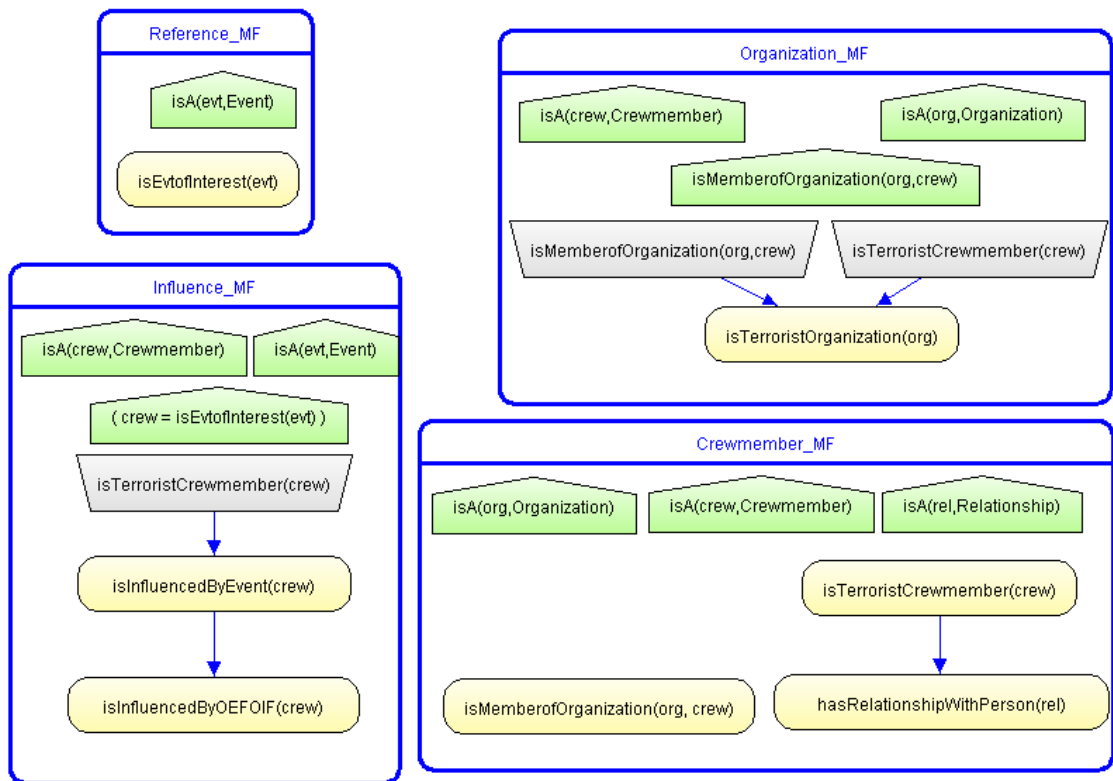 Reference_MF
isA(evt,Event)
isEvtofInterest(evt)
Organization_MF
isA(crew,Crewmember)
isA(org,Organization)
isMemberofOrganization(org,crew)
isMemberofOrganization(org,crew)
isTerroristCrewmember(crew)
isTerroristOrganization(org)
Influence_MF
isA(crew,Crewmember)
isA(evt,Event)
( crew = isEvtofInterest(evt) )
isTerroristCrewmember(crew)
isInfluencedByEvent(crew)
isInfluencedByOEFOIF(crew)
Crewmember_MF
isA(org,Organization)
isA(crew,Crewmember)
isA(rel,Relationship)
isTerroristCrewmember(crew)
isMemberofOrganization(org, crew)
hasRelationshipWithPerson(rel)